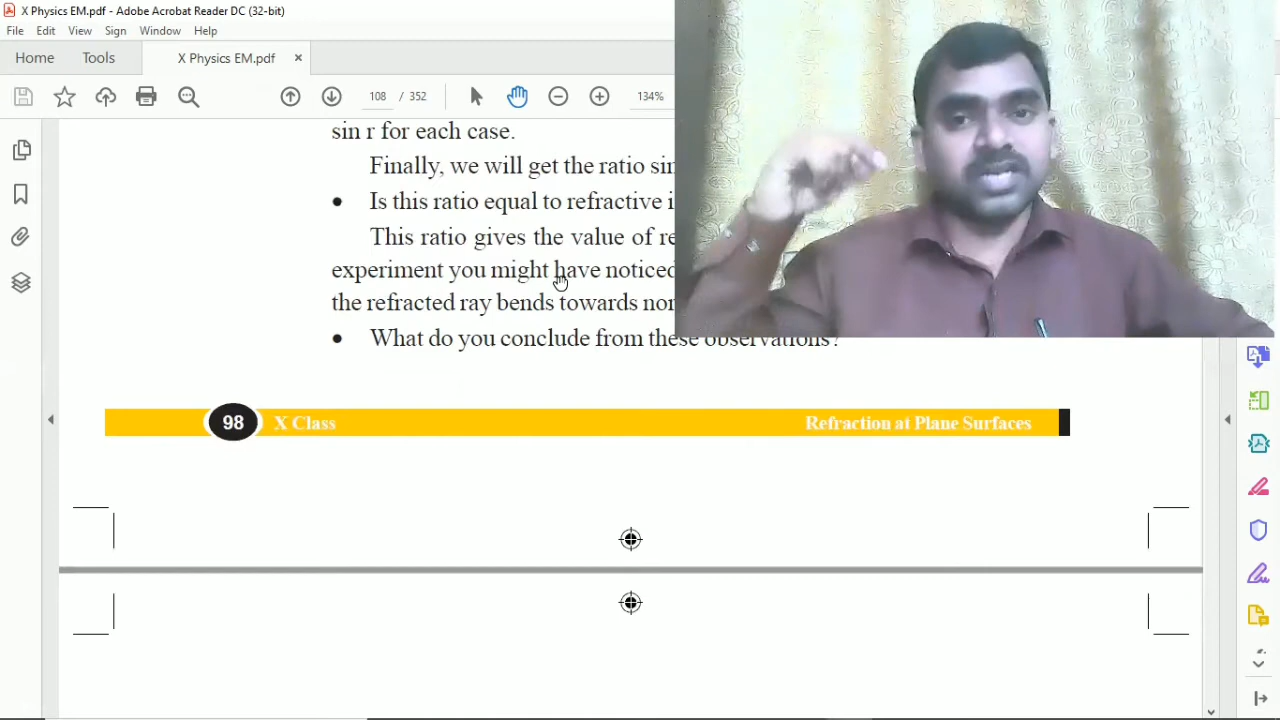 X Physics EM.pdf - Adobe Acrobat Reader DC (32-bit)
File Edit View Sign Window Help
Home Tools X Physics EM.pdf ×
108 / 352 134%
sin r for each case.
Finally, we will get the ratio sin
• Is this ratio equal to refractive i
This ratio gives the value of re
experiment you might have noticed
the refracted ray bends towards nor
• What do you conclude from these observations?
98 X Class Refraction at Plane Surfaces